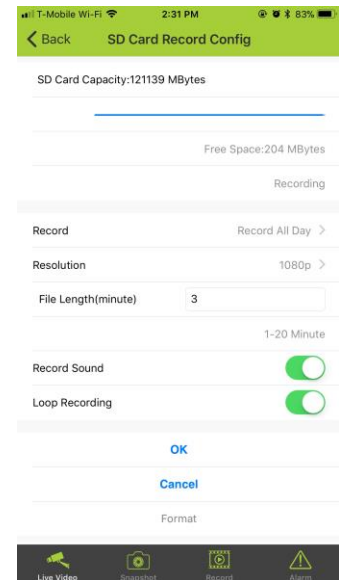 T-Mobile Wi-Fi 2:31 PM 83%
Back SD Card Record Config
SD Card Capacity:121139 MBytes
Free Space:204 MBytes
Recording
Record Record All Day
Resolution 1080p
File Length(minute) 3
1-20 Minute
Record Sound
Loop Recording
OK
Cancel
Format
Live Video Snapshot Record Alarm